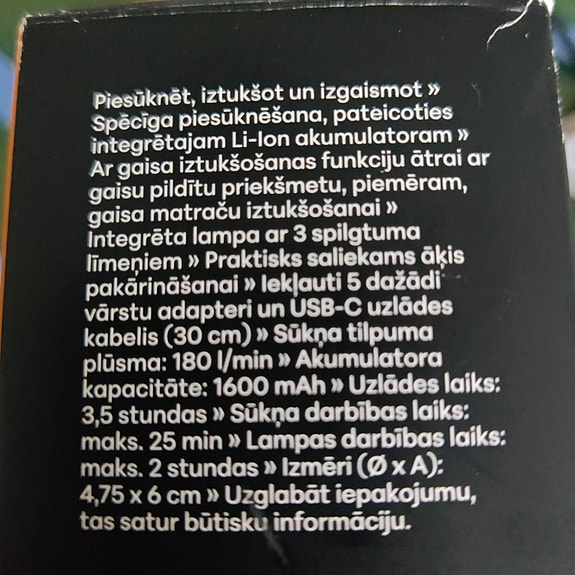 Piesūknēt, iztukšot un izgaismot »
Spēcīga piesūknēšana, pateicoties
integrētajam Li-Ion akumulatoram »
Ar gaisa iztukšošanas funkciju ātrai ar
gaisu pildītu priekšmetu, piemēram,
gaisa matraču iztukšošanai »
Integrēta lampa ar 3 spilgtuma
līmeņiem » Praktisks saliekams āķis
pakārināšanai » Iekļauti 5 dažādi
vārstu adapteri un USB-C uzlādes
kabelis (30 cm) » Sūkņa tilpuma
plūsma: 180 l/min » Akumulatora
kapacitāte: 1600 mAh » Uzlādes laiks:
3,5 stundas » Sūkņa darbības laiks:
maks. 25 min » Lampas darbības laiks:
maks. 2 stundas » Izmēri (Ø x A):
4,75 x 6 cm » Uzglabāt iepakojumu,
tas satur būtisku informāciju.